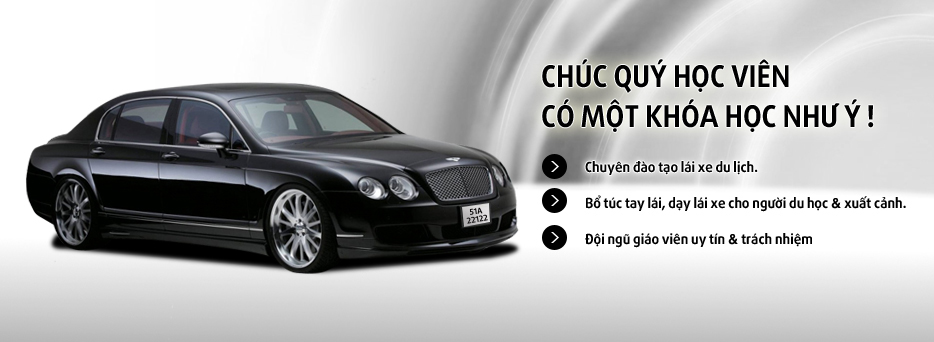 CHÚC QUÝ HỌC VIÊN
CÓ MỘT KHÓA HỌC NHƯ Ý !
Chuyên đào tạo lái xe du lịch.
Bổ túc tay lái, dạy lái xe cho người du học & xuất cảnh.
Đội ngũ giáo viên uy tín & trách nhiệm
51A
22122